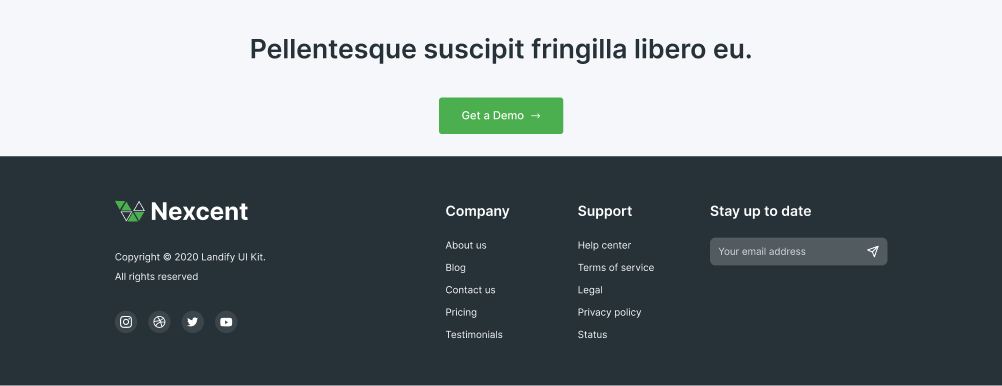 Pellentesque suscipit fringilla libero eu.
Get a Demo →
Nexcent
Copyright © 2020 Landify UI Kit.
All rights reserved
Company
About us
Blog
Contact us
Pricing
Testimonials
Support
Help center
Terms of service
Legal
Privacy policy
Status
Stay up to date
Your email address